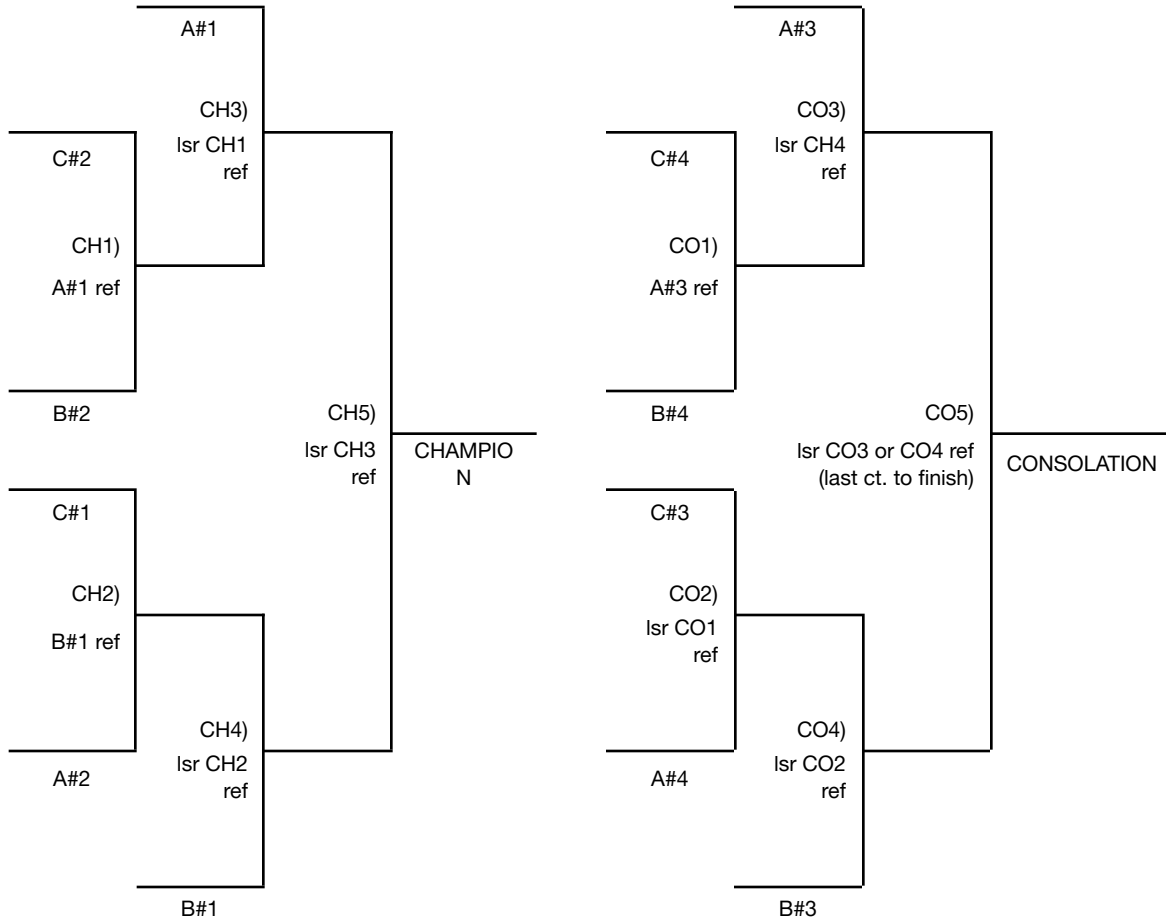 A#1
CH3)
lsr CH1
ref
C#2
CH1)
A#1 ref
B#2
CH5)
lsr CH3
ref
CHAMPIO
N
C#1
CH2)
B#1 ref
A#2
CH4)
lsr CH2
ref
B#1
A#3
CO3)
lsr CH4
ref
C#4
CO1)
A#3 ref
B#4
CO5)
lsr CO3 or CO4 ref
(last ct. to finish)
CONSOLATION
C#3
CO2)
lsr CO1
ref
A#4
CO4)
lsr CO2
ref
B#3